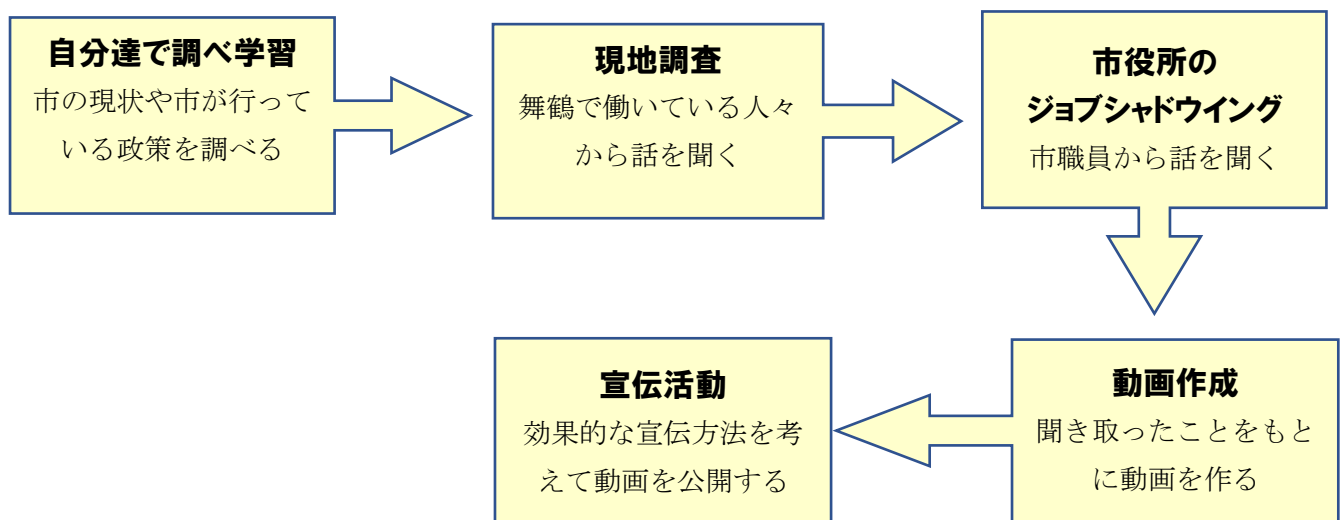 自分達で調べ学習
市の現状や市が行って
いる政策を調べる
現地調査
舞鶴で働いている人々
から話を聞く
市役所の
ジョブシャドウイング
市職員から話を聞く
動画作成
聞き取ったことをもと
に動画を作る
宣伝活動
効果的な宣伝方法を考
えて動画を公開する